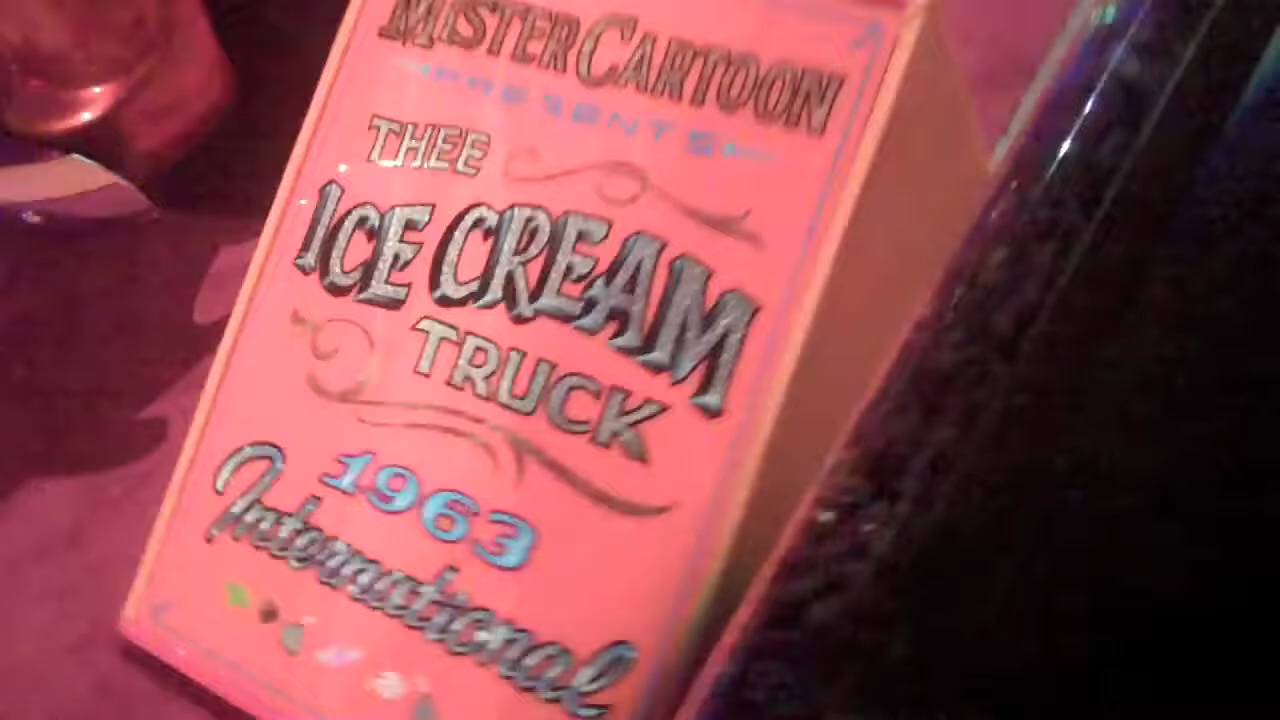 MISTER CARTOON
PRESENTS
THEE
ICE CREAM
TRUCK
1963
International